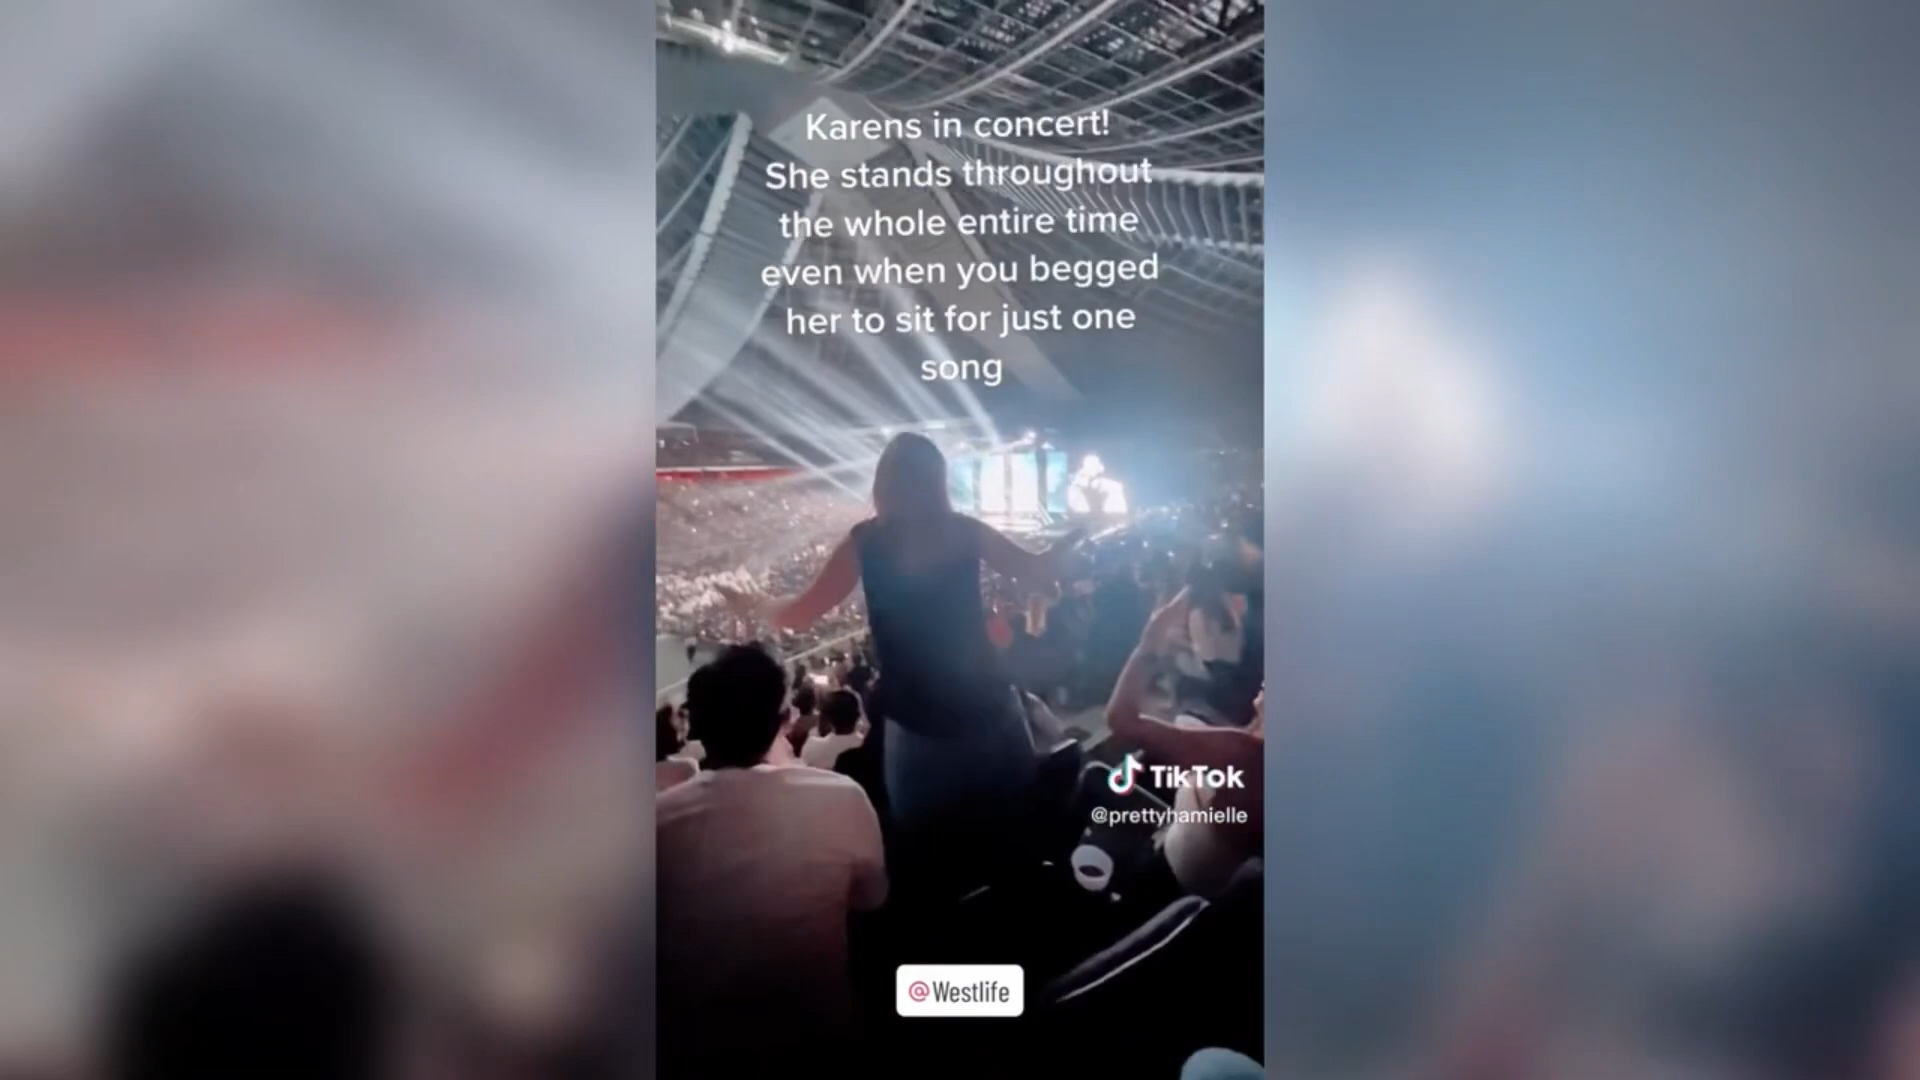 Karens in concert!
She stands throughout
the whole entire time
even when you begged
her to sit for just one
song
TikTok
@prettyhamielle
@Westlife